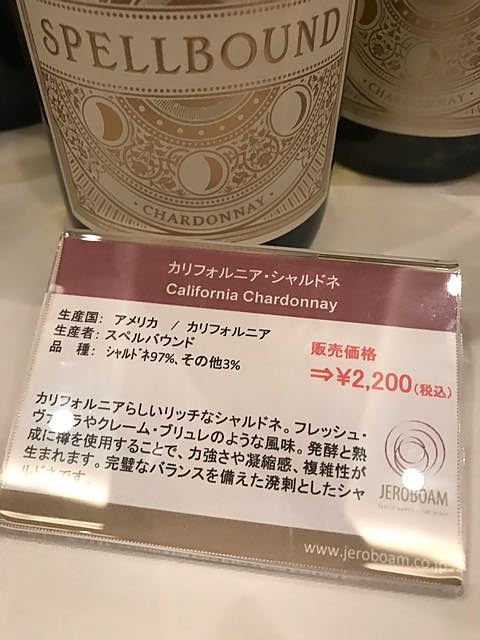 SPELLBOUND
· CHARDONNAY ·
CHARDONNAY ·
カリフォルニア・シャルドネ
California Chardonnay
生産国： アメリカ / カリフォルニア
生産者： スペルバウンド
品 種： シャルドネ97%、その他3%
販売価格
⇒¥2,200(税込)
カリフォルニアらしいリッチなシャルドネ。フレッシュ・
ヴァニラやクレーム・ブリュレのような風味。発酵と熟
成に樽を使用することで、力強さや凝縮感、複雑性が
生まれます。完璧なバランスを備えた溌剌としたシャ
ルドネです。
JEROBOAM
www.jeroboam.co.jp